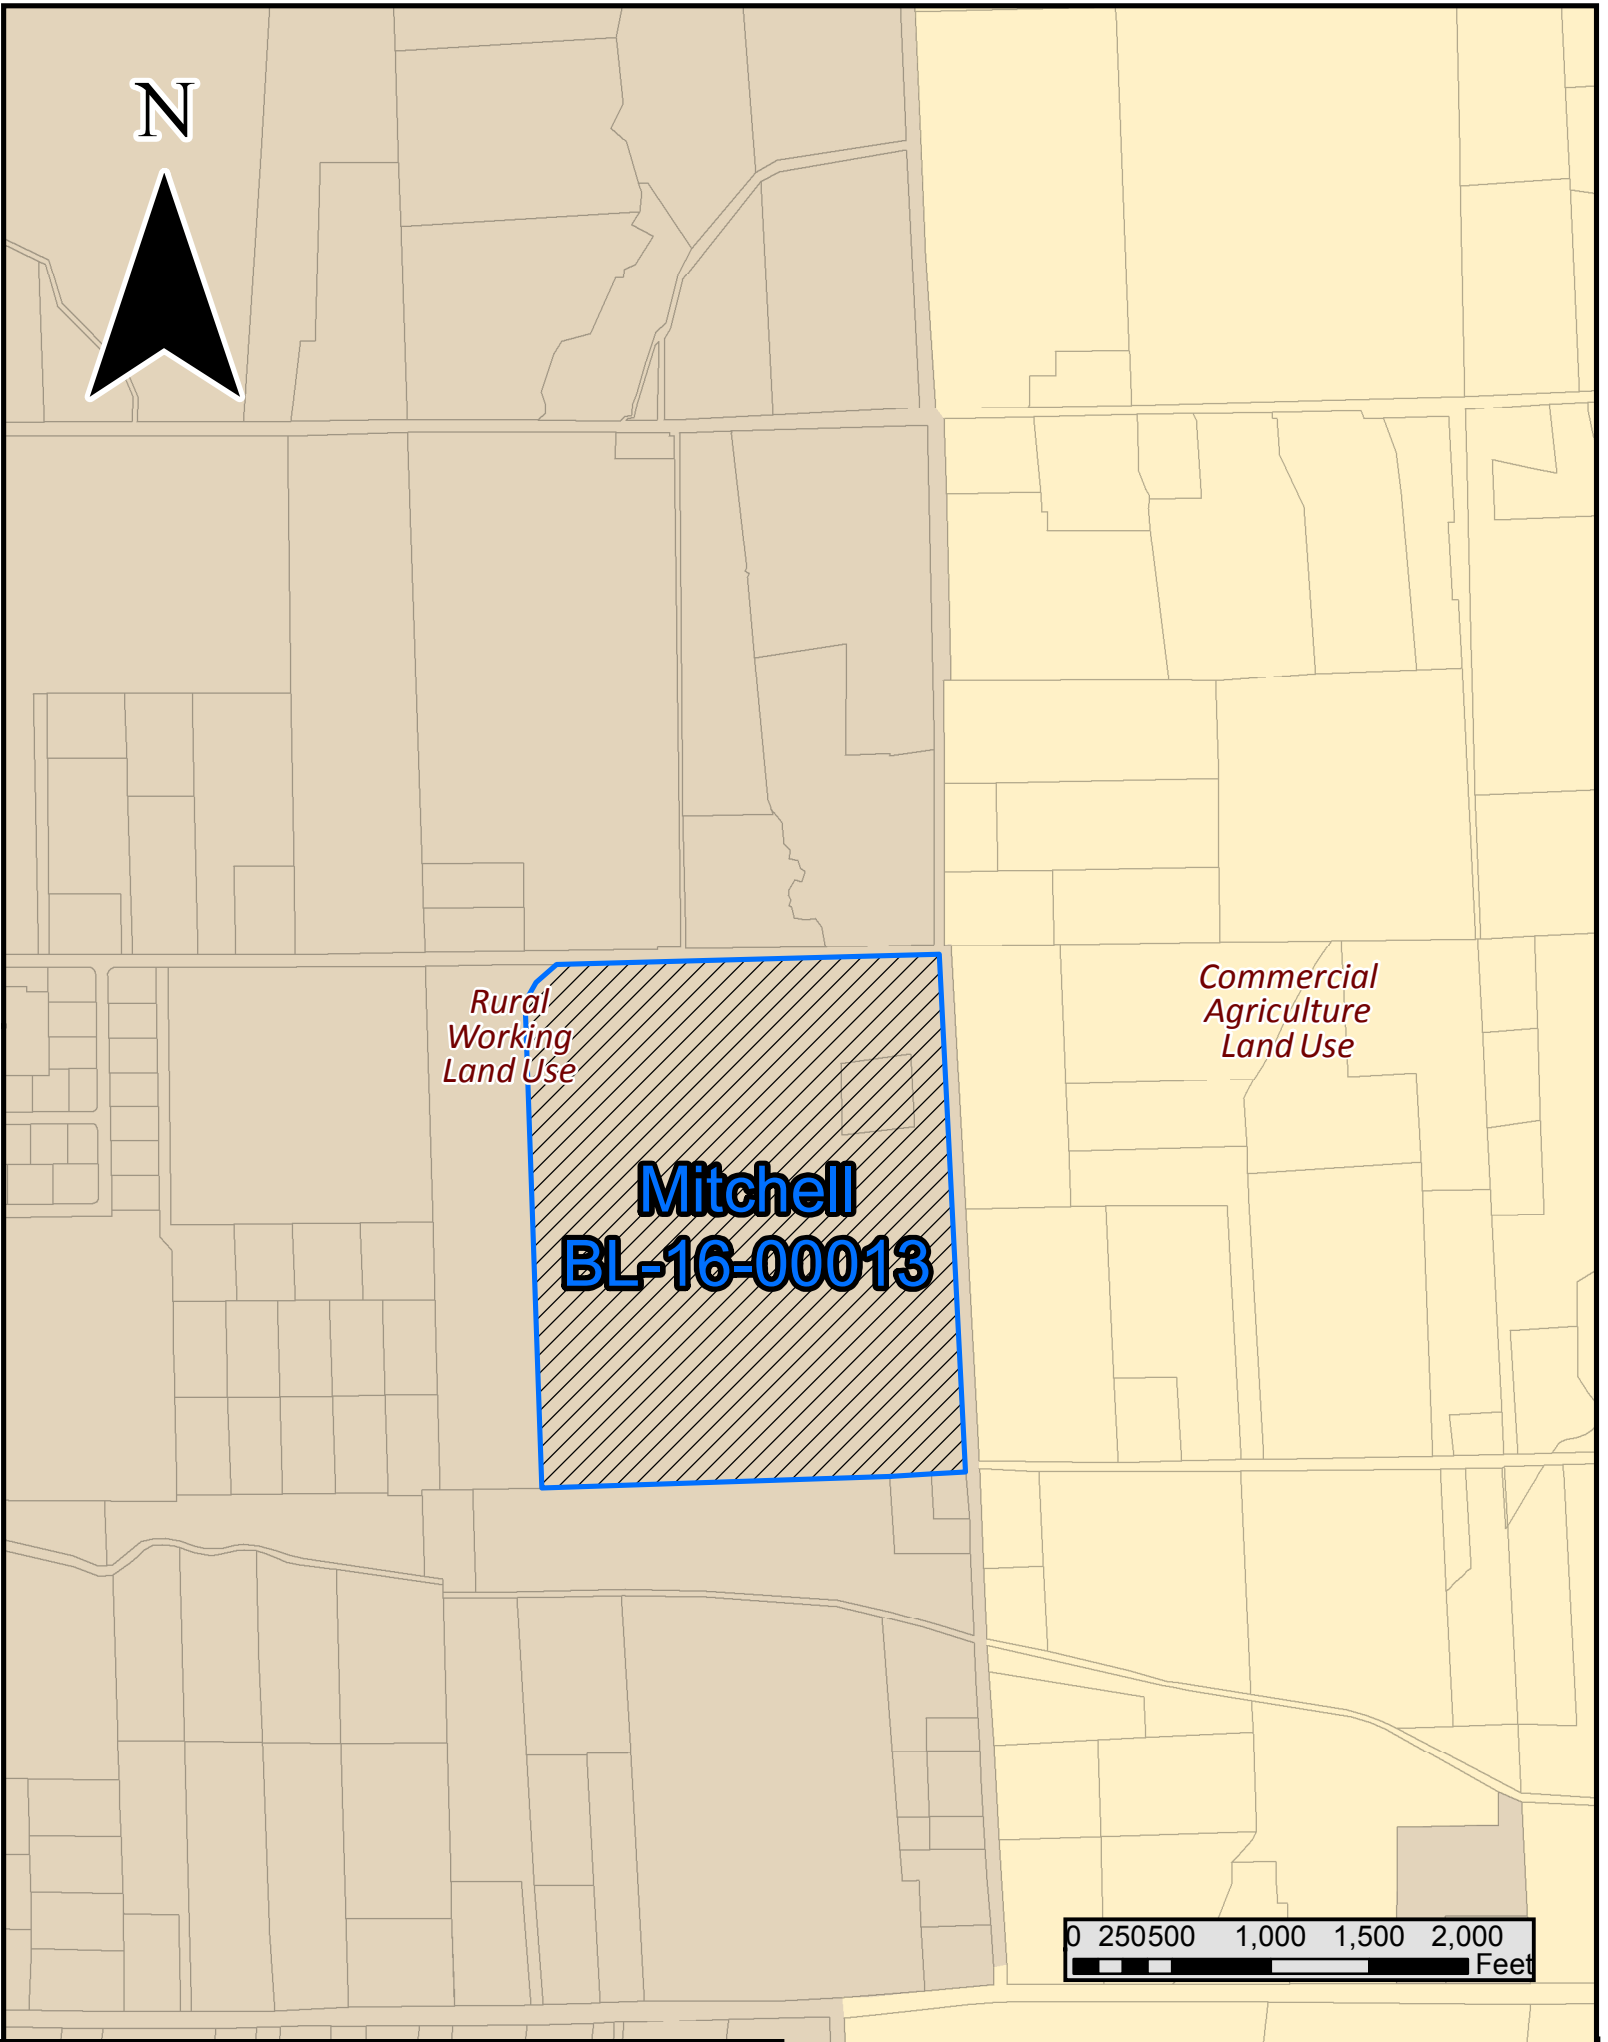 N
Rural
Working
Land Use
Commercial
Agriculture
Land Use
Mitchell
BL-16-00013
0 250500 1,000 1,500 2,000
Feet